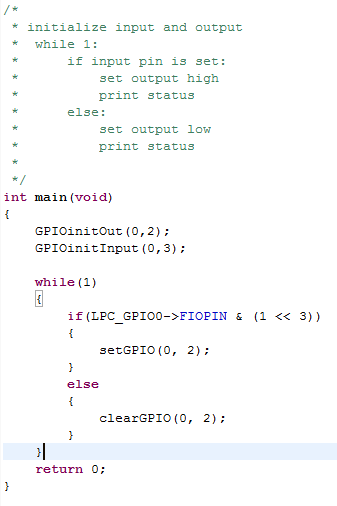 /*
 * initialize input and output
 *  while 1:
 *      if input pin is set:
 *          set output high
 *          print status
 *      else:
 *          set output low
 *          print status
 *
 */
int main(void)
{
    GPIOinitOut(0,2);
    GPIOinitInput(0,3);

    while(1)
    {
        if(LPC_GPIO0->FIOPIN & (1 << 3))
        {
            setGPIO(0, 2);
        }
        else
        {
            clearGPIO(0, 2);
        }
    }
    return 0;
}